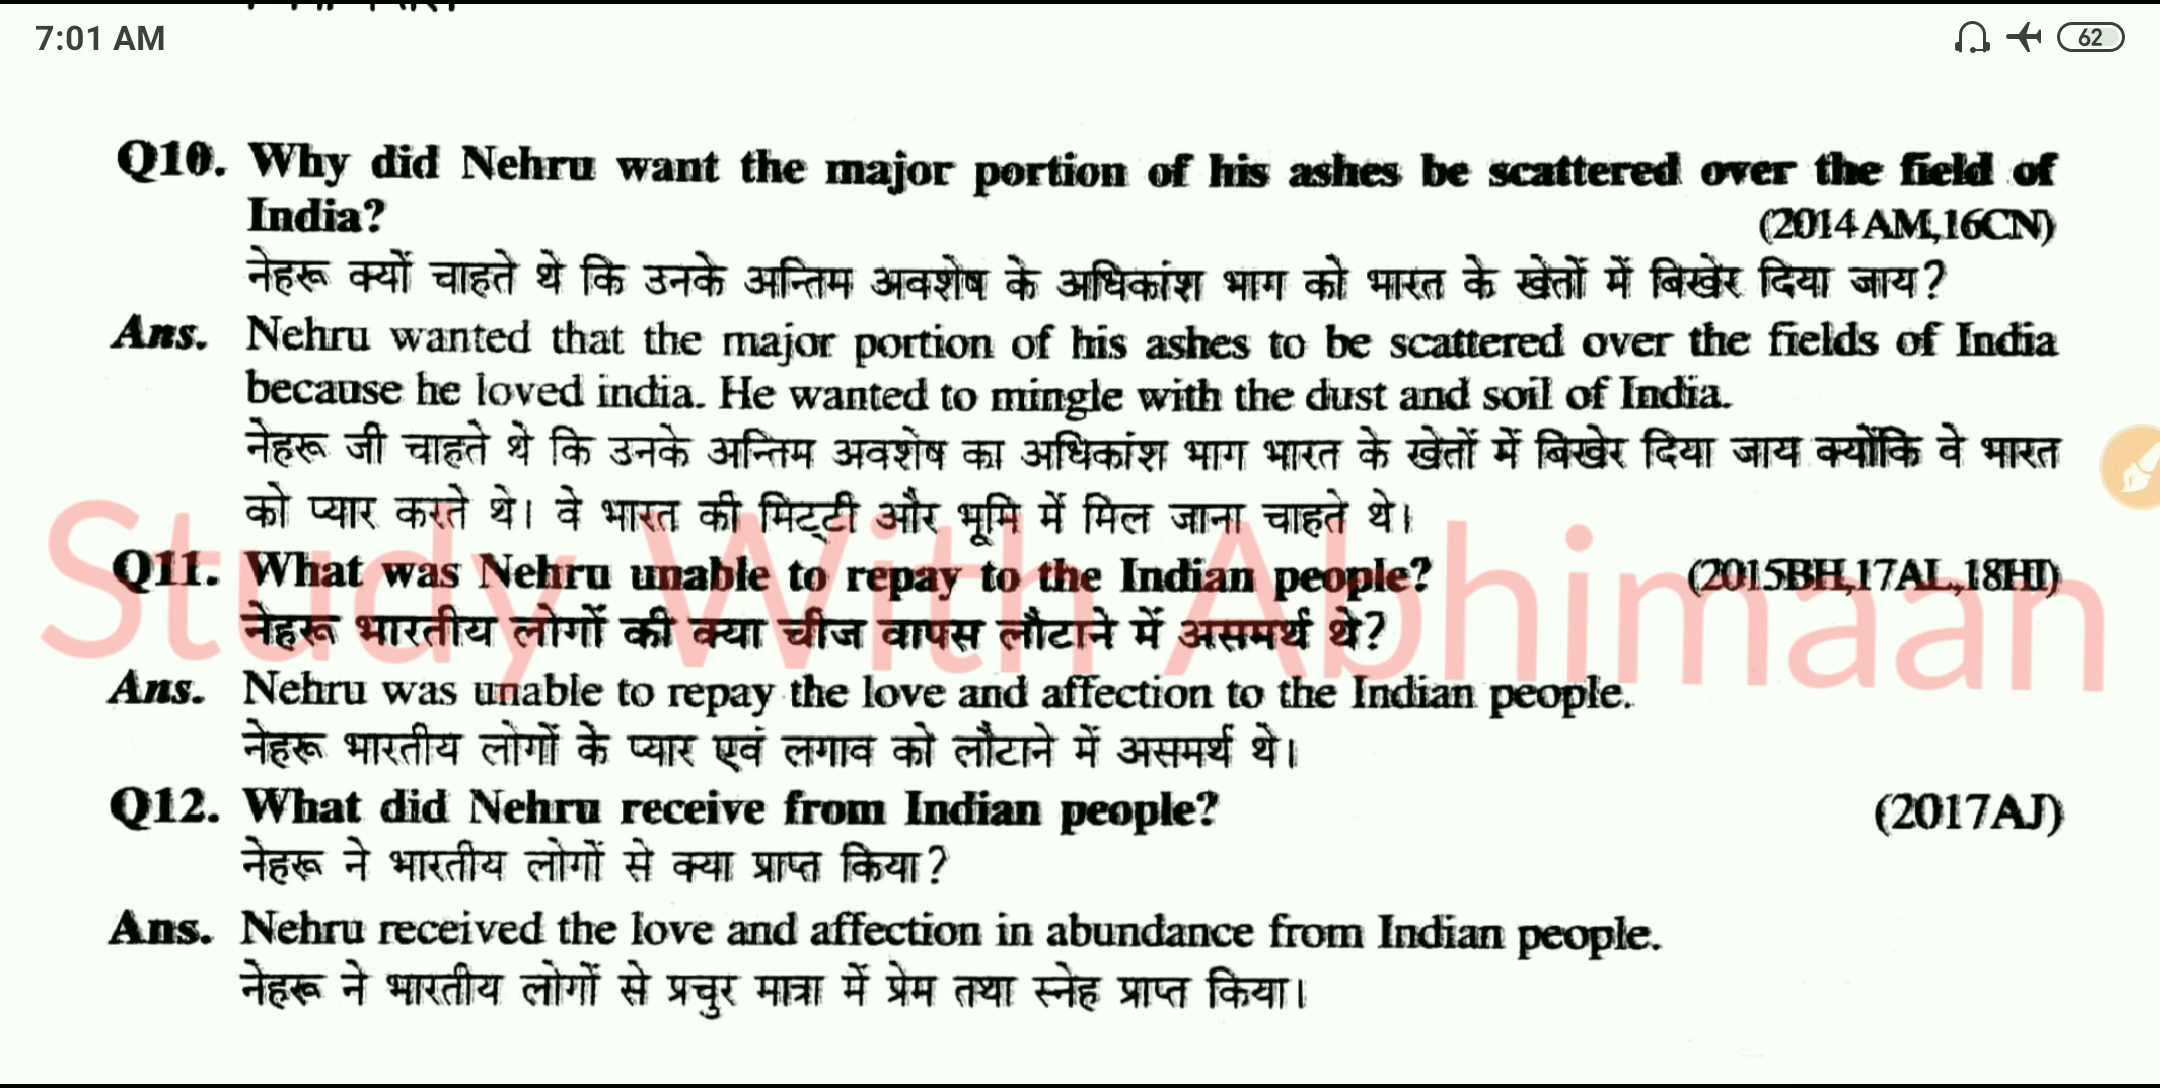 7:01 AM
62
Q10. Why did Nehru want the major portion of his ashes be scattered over the field of
India? (2014AM,16CN)
नेहरू क्यों चाहते थे कि उनके अन्तिम अवशेष के अधिकांश भाग को भारत के खेतों में बिखेर दिया जाय?
Ans. Nehru wanted that the major portion of his ashes to be scattered over the fields of India
because he loved india. He wanted to mingle with the dust and soil of India.
नेहरू जी चाहते थे कि उनके अन्तिम अवशेष का अधिकांश भाग भारत के खेतों में बिखेर दिया जाय क्योंकि वे भारत
को प्यार करते थे। वे भारत की मिट्टी और भूमि में मिल जाना चाहते थे।
Study With Abhimaan
Q11. What was Nehru unable to repay to the Indian people? (2015BH,17AL,18HI)
नेहरू भारतीय लोगों की क्या चीज वापस लौटाने में असमर्थ थे?
Ans. Nehru was unable to repay the love and affection to the Indian people.
नेहरू भारतीय लोगों के प्यार एवं लगाव को लौटाने में असमर्थ थे।
Q12. What did Nehru receive from Indian people? (2017AJ)
नेहरू ने भारतीय लोगों से क्या प्राप्त किया?
Ans. Nehru received the love and affection in abundance from Indian people.
नेहरू ने भारतीय लोगों से प्रचुर मात्रा में प्रेम तथा स्नेह प्राप्त किया।